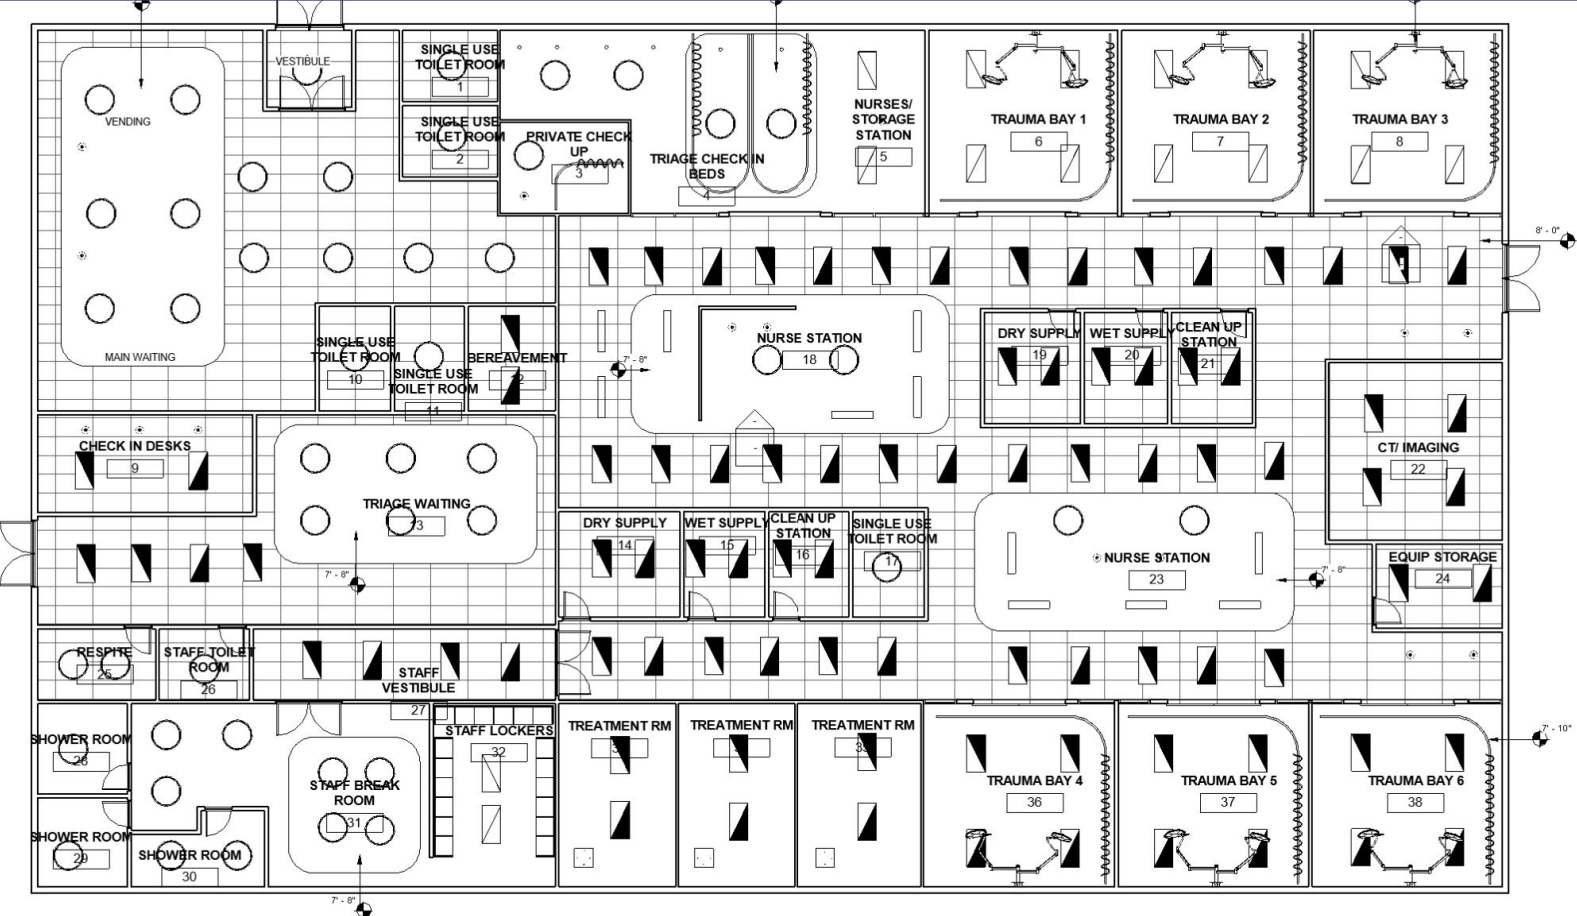 VESTIBULE
VENDING
MAIN WAITING
SINGLE USE
TOILET ROOM
1
SINGLE USE
TOILET ROOM
2
PRIVATE CHECK
UP
3
TRIAGE CHECK IN
BEDS
4
NURSES/
STORAGE
STATION
5
TRAUMA BAY 1
6
TRAUMA BAY 2
7
TRAUMA BAY 3
8
8' - 0"
CHECK IN DESKS
9
SINGLE USE
TOILET ROOM
10
SINGLE USE
TOILET ROOM
11
BEREAVEMENT
12
TRIAGE WAITING
13
7' - 8"
7' - 8"
NURSE STATION
18
DRY SUPPLY
19
WET SUPPLY
20
CLEAN UP
STATION
21
CT/ IMAGING
22
DRY SUPPLY
14
WET SUPPLY
15
CLEAN UP
STATION
16
SINGLE USE
TOILET ROOM
17
NURSE STATION
23
7' - 8"
EQUIP STORAGE
24
RESPITE
25
STAFF TOILET
ROOM
26
STAFF
VESTIBULE
27
SHOWER ROOM
28
SHOWER ROOM
29
SHOWER ROOM
30
STAFF BREAK
ROOM
31
7' - 8"
STAFF LOCKERS
32
TREATMENT RM
TREATMENT RM
TREATMENT RM
TRAUMA BAY 4
36
TRAUMA BAY 5
37
TRAUMA BAY 6
38
7' - 10"